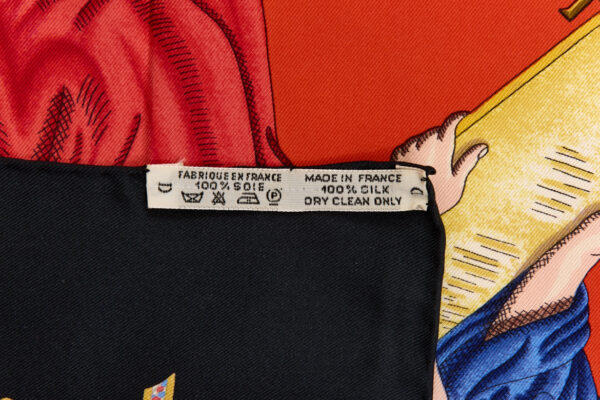 FABRIQUE EN FRANCE
100% SOIE
MADE IN FRANCE
100% SILK
DRY CLEAN ONLY
P
D
D